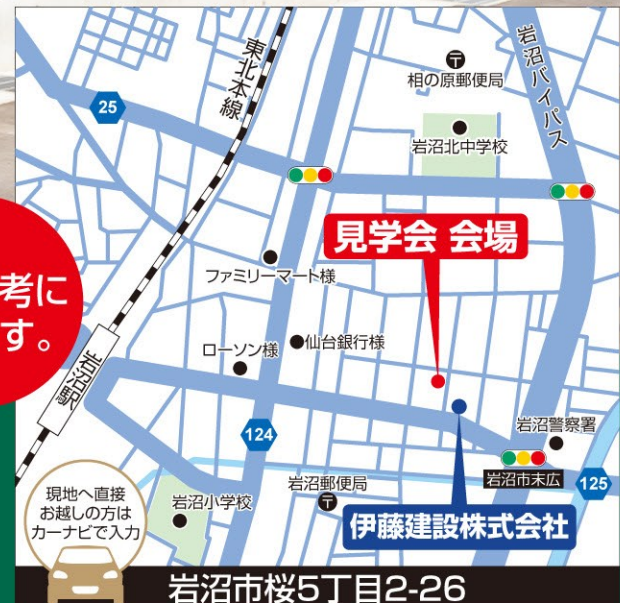 東北本線
岩沼バイパス
相の原郵便局
25
岩沼北中学校
見学会 会場
考に
す。
ファミリーマート様
ローソン様
仙台銀行様
岩沼駅
124
岩沼警察署
岩沼市末広
125
現地へ直接
お越しの方は
カーナビで入力
岩沼小学校
岩沼郵便局
伊藤建設株式会社
岩沼市桜5丁目2-26